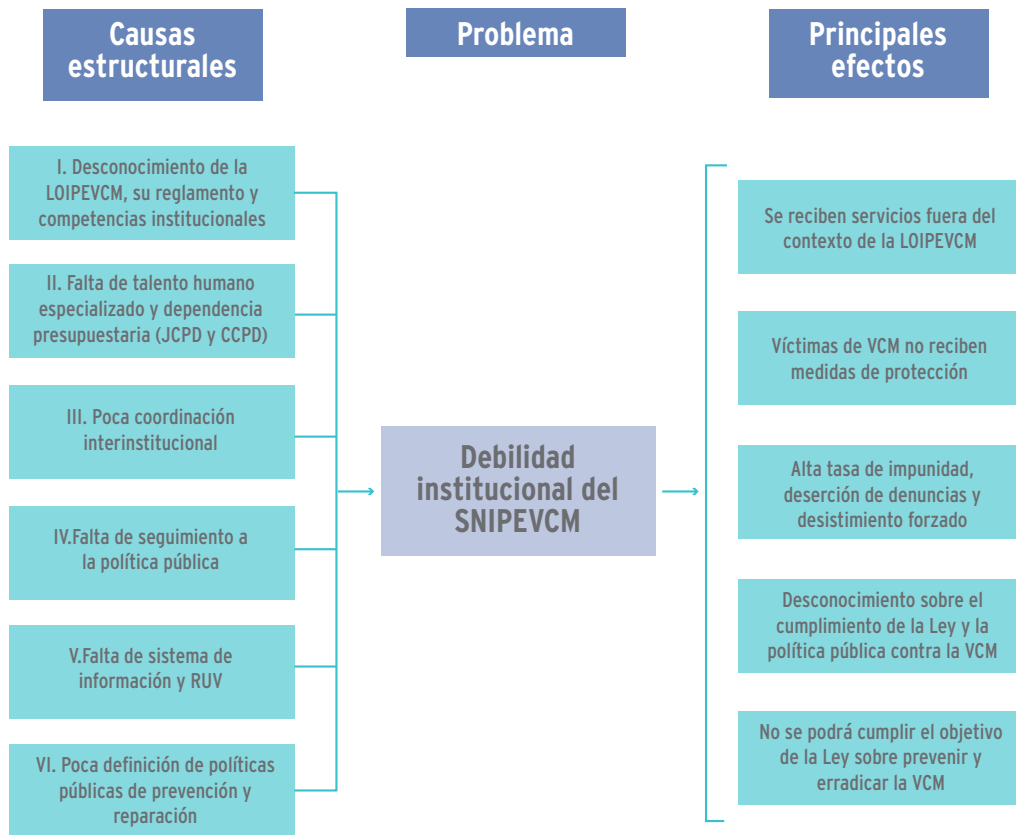 Causas
estructurales
Problema
Principales
efectos
I. Desconocimiento de la
LOIPEVCM, su reglamento y
competencias institucionales
II. Falta de talento humano
especializado y dependencia
presupuestaria (JCPD y CCPD)
III. Poca coordinación
interinstitucional
IV.Falta de seguimiento a
la política pública
V.Falta de sistema de
información y RUV
VI. Poca definición de políticas
públicas de prevención y
reparación
Debilidad
institucional del
SNIPEVCM
Se reciben servicios fuera del
contexto de la LOIPEVCM
Víctimas de VCM no reciben
medidas de protección
Alta tasa de impunidad,
deserción de denuncias y
desistimiento forzado
Desconocimiento sobre el
cumplimiento de la Ley y la
política pública contra la VCM
No se podrá cumplir el objetivo
de la Ley sobre prevenir y
erradicar la VCM